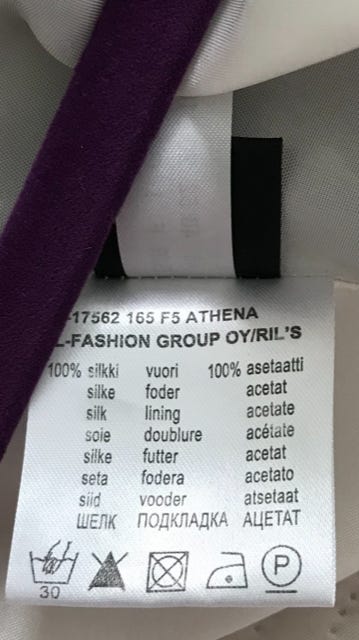 -17562 165 F5 ATHENA
L-FASHION GROUP OY/RIL'S
100% silkki vuori 100% asetaatti
silke foder acetat
silk lining acetate
soie doublure acétate
silke futter acetat
seta fodera acetato
siid vooder atsetaat
ШЕЛК ПОДКЛАДКА АЦЕТАТ
30 P